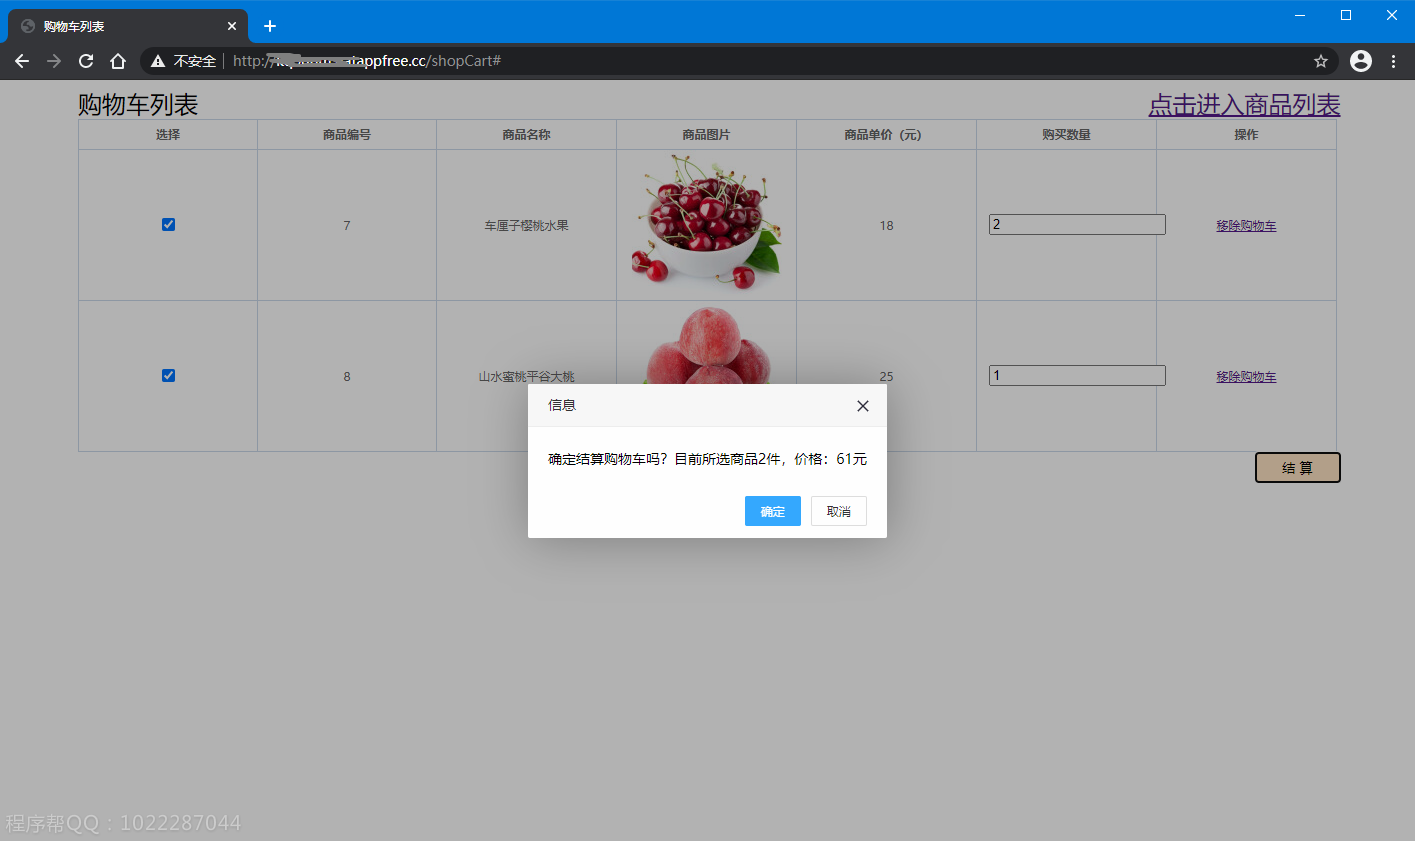 购物车列表
不安全
http://
atappfree.cc/shopCart#
购物车列表
点击进入商品列表
选择 商品编号 商品名称 商品图片 商品单价（元） 购买数量 操作
7 车厘子樱桃水果 18 2 移除购物车
8 山水蜜桃平谷大桃 25 1 移除购物车
信息
确定结算购物车吗？目前所选商品2件，价格：61元
确定 取消
结 算
程序帮QQ：1022287044